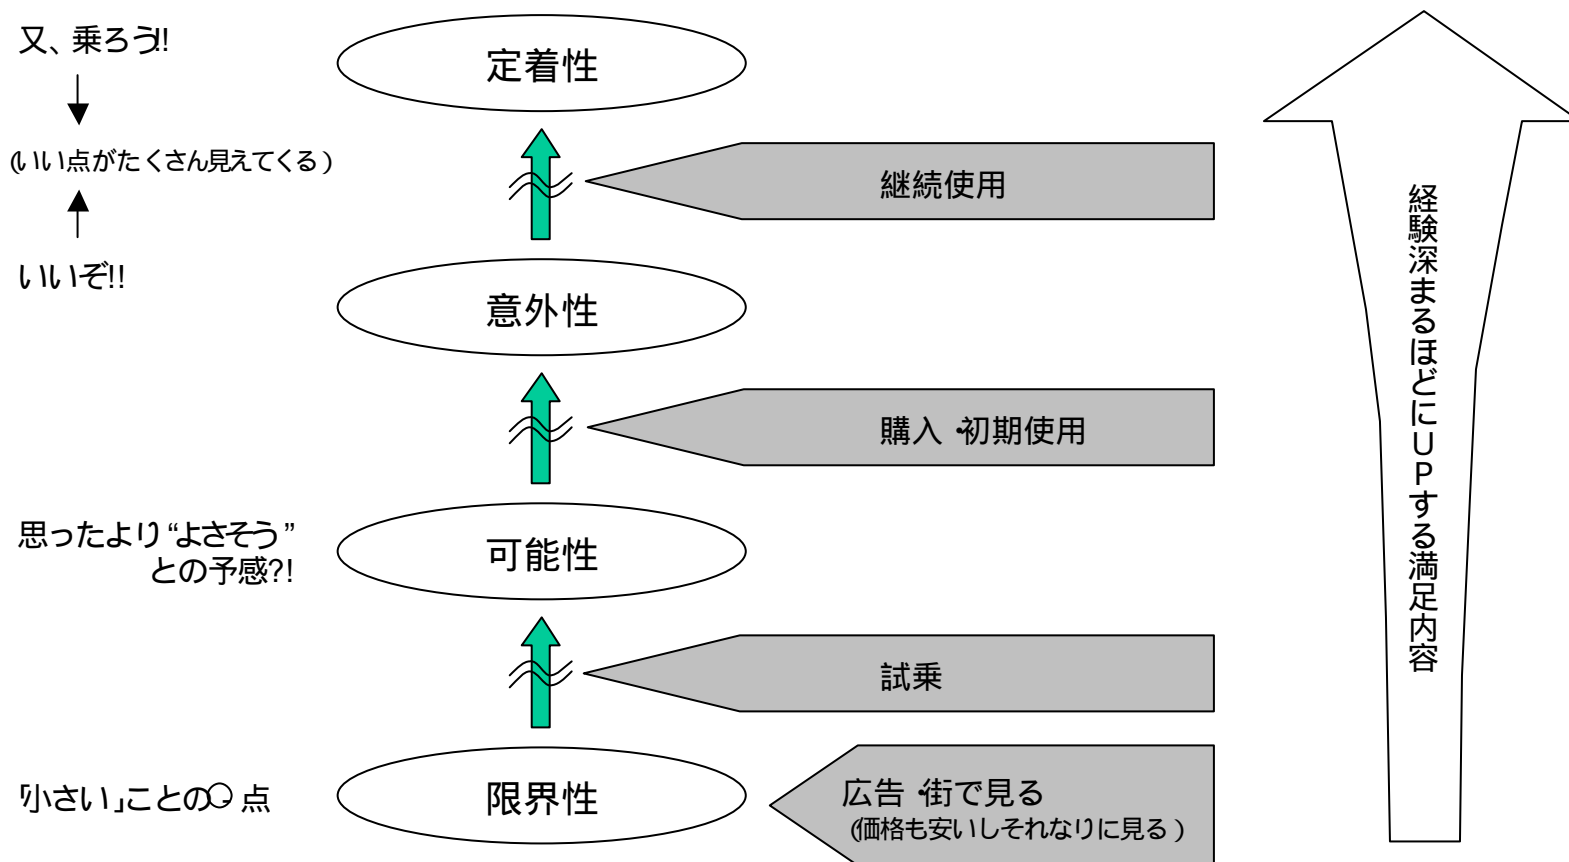 又、乗ろう!!
定着性
(いい点がたくさん見えてくる)
継続使用
いいぞ!!
意外性
購入・初期使用
思ったより“よさそう”
との予感?!
可能性
試乗
「小さい」ことの○点
限界性
広告・街で見る
(価格も安いしそれなりに見る)
経験深まるほどにUPする満足内容